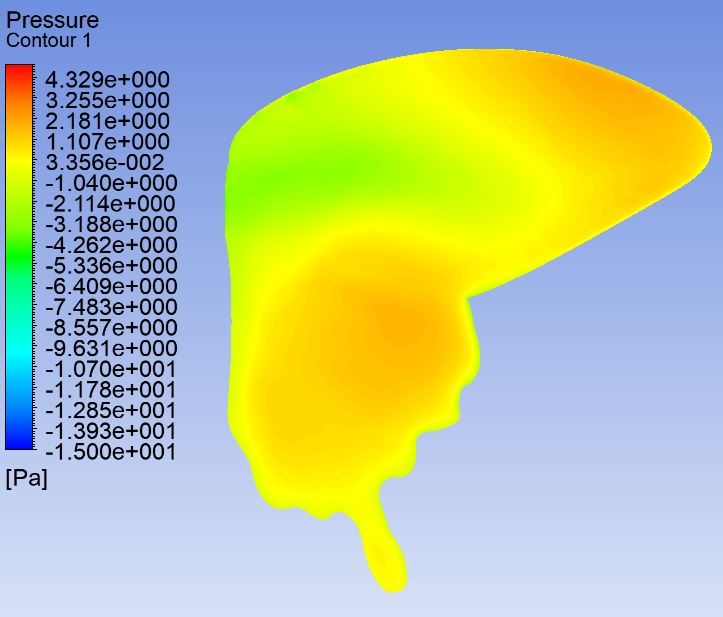 Pressure
Contour 1
4.329e+000
3.255e+000
2.181e+000
1.107e+000
3.356e-002
-1.040e+000
-2.114e+000
-3.188e+000
-4.262e+000
-5.336e+000
-6.409e+000
-7.483e+000
-8.557e+000
-9.631e+000
-1.070e+001
-1.178e+001
-1.285e+001
-1.393e+001
-1.500e+001
[Pa]